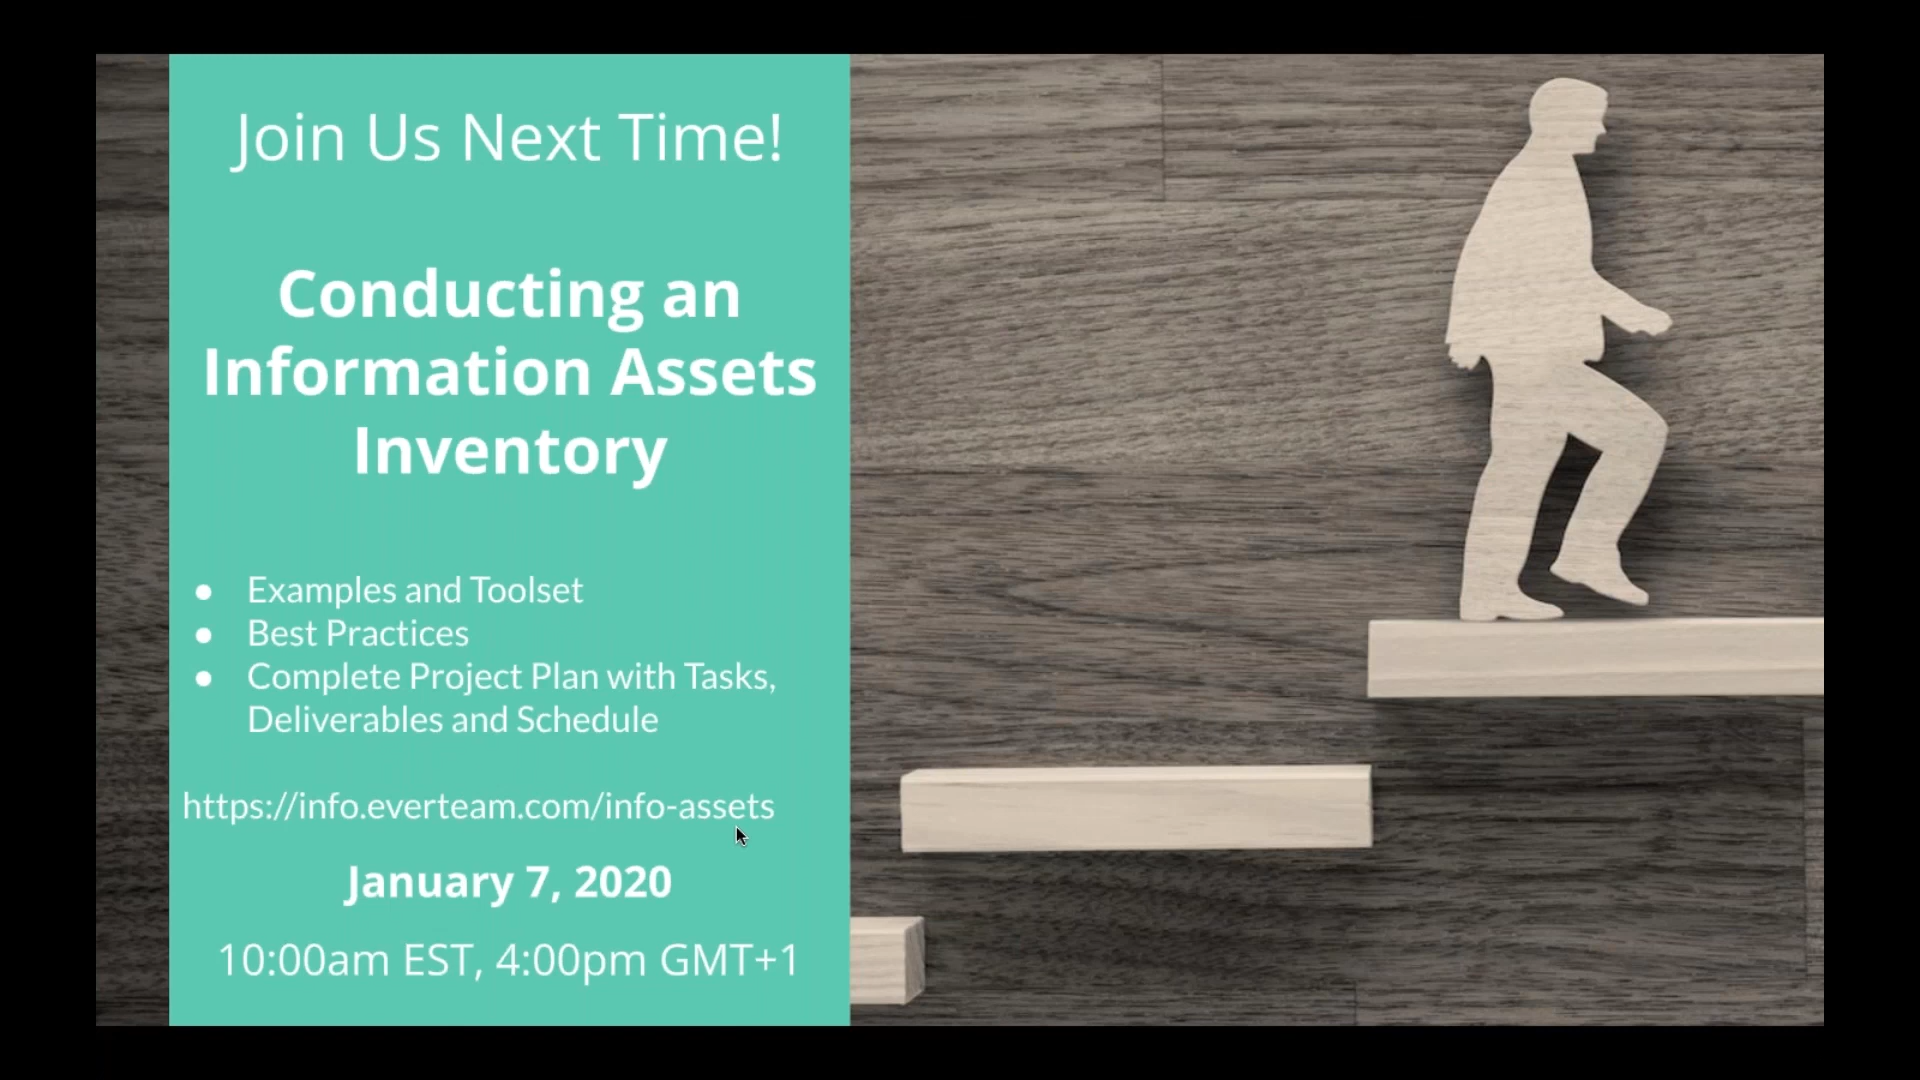 Join Us Next Time!
Conducting an
Information Assets
Inventory
● Examples and Toolset
● Best Practices
● Complete Project Plan with Tasks,
Deliverables and Schedule
https://info.everteam.com/info-assets
January 7, 2020
10:00am EST, 4:00pm GMT+1